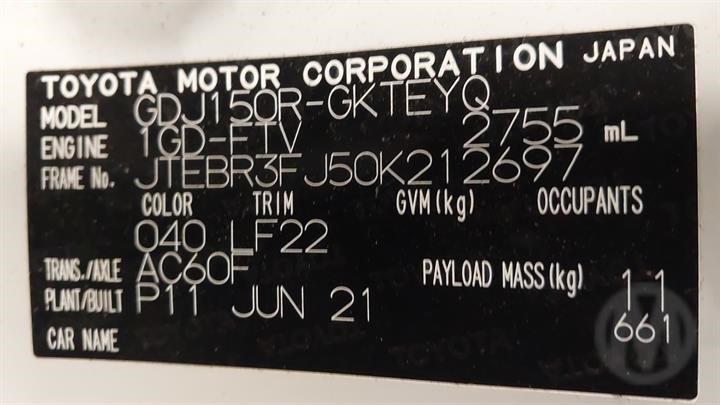 TOYOTA MOTOR CORPORATION JAPAN
MODEL GDJ150R-GKTEYQ
ENGINE 1GD-FTV 2755 mL
FRAME No. JTEBR3FJ50K212697
COLOR TRIM GVM(kg) OCCUPANTS
040 LF22
TRANS./AXLE AC60F PAYLOAD MASS(kg) 11
PLANT/BUILT P11 JUN 21 661
CAR NAME